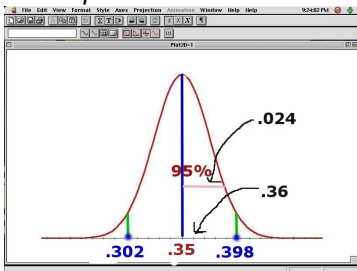 File Edit View Format Style Axes Projection Animation Window Help Help 9:24:02 PM
Plot2D-1
.024
95%
.36
.302 .35 .398